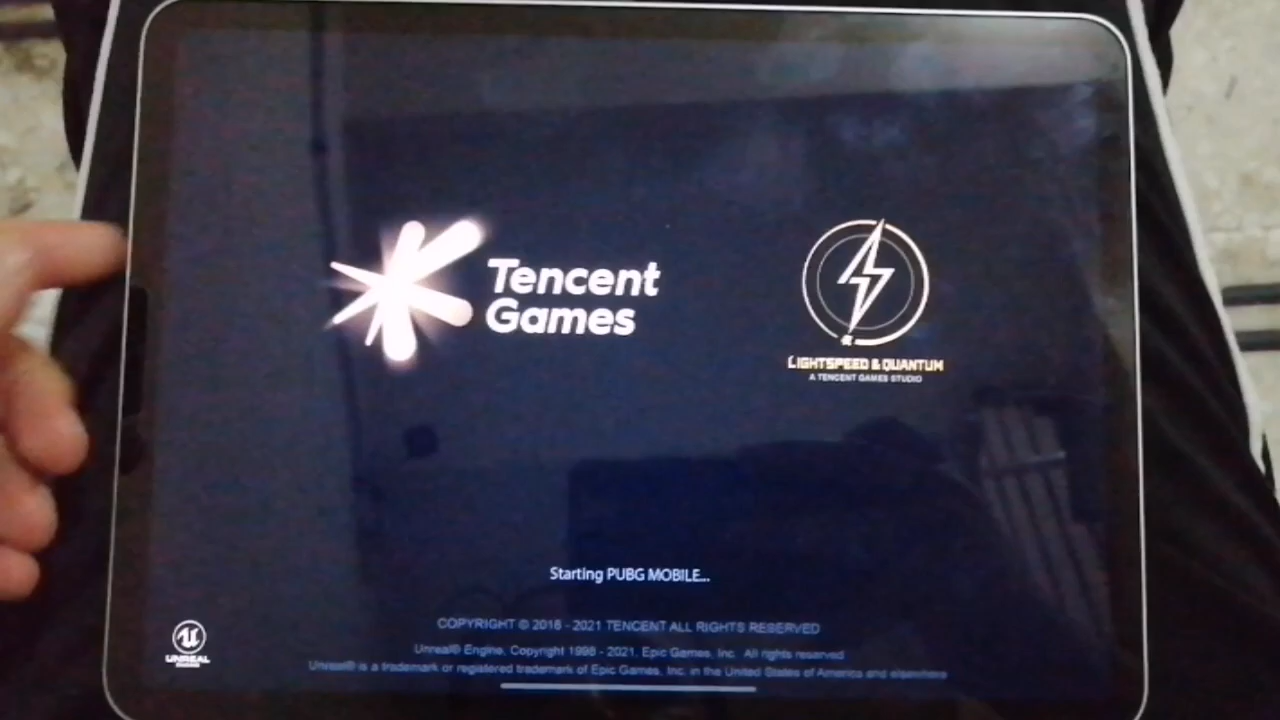 Tencent
Games
LIGHTSPEED & QUANTUM
A TENCENT GAMES STUDIO
Starting PUBG MOBILE...
COPYRIGHT © 2018 - 2021 TENCENT ALL RIGHTS RESERVED
Unreal® Engine, Copyright 1998 - 2021, Epic Games, Inc. All rights reserved
Unreal® is a trademark or registered trademark of Epic Games, Inc. in the United States of America and elsewhere
UNREAL